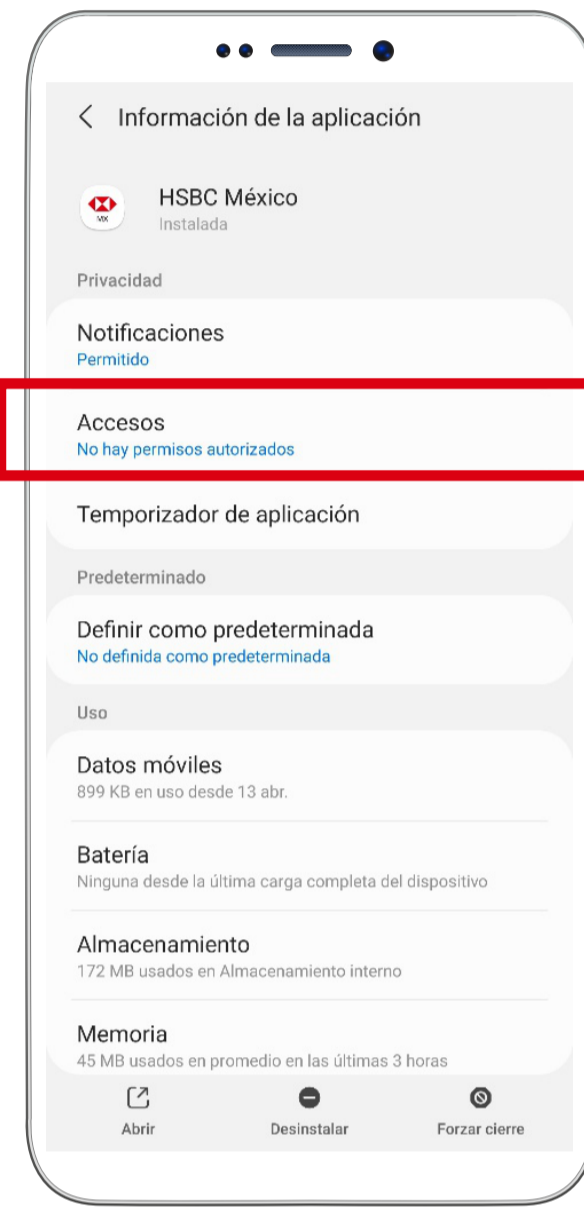 Información de la aplicación
HSBC México
MX
Instalada
Privacidad
Notificaciones
Permitido
Accesos
No hay permisos autorizados
Temporizador de aplicación
Predeterminado
Definir como predeterminada
No definida como predeterminada
Uso
Datos móviles
899 KB en uso desde 13 abr.
Batería
Ninguna desde la última carga completa del dispositivo
Almacenamiento
172 MB usados en Almacenamiento interno
Memoria
45 MB usados en promedio en las últimas 3 horas
Abrir
Desinstalar
Forzar cierre